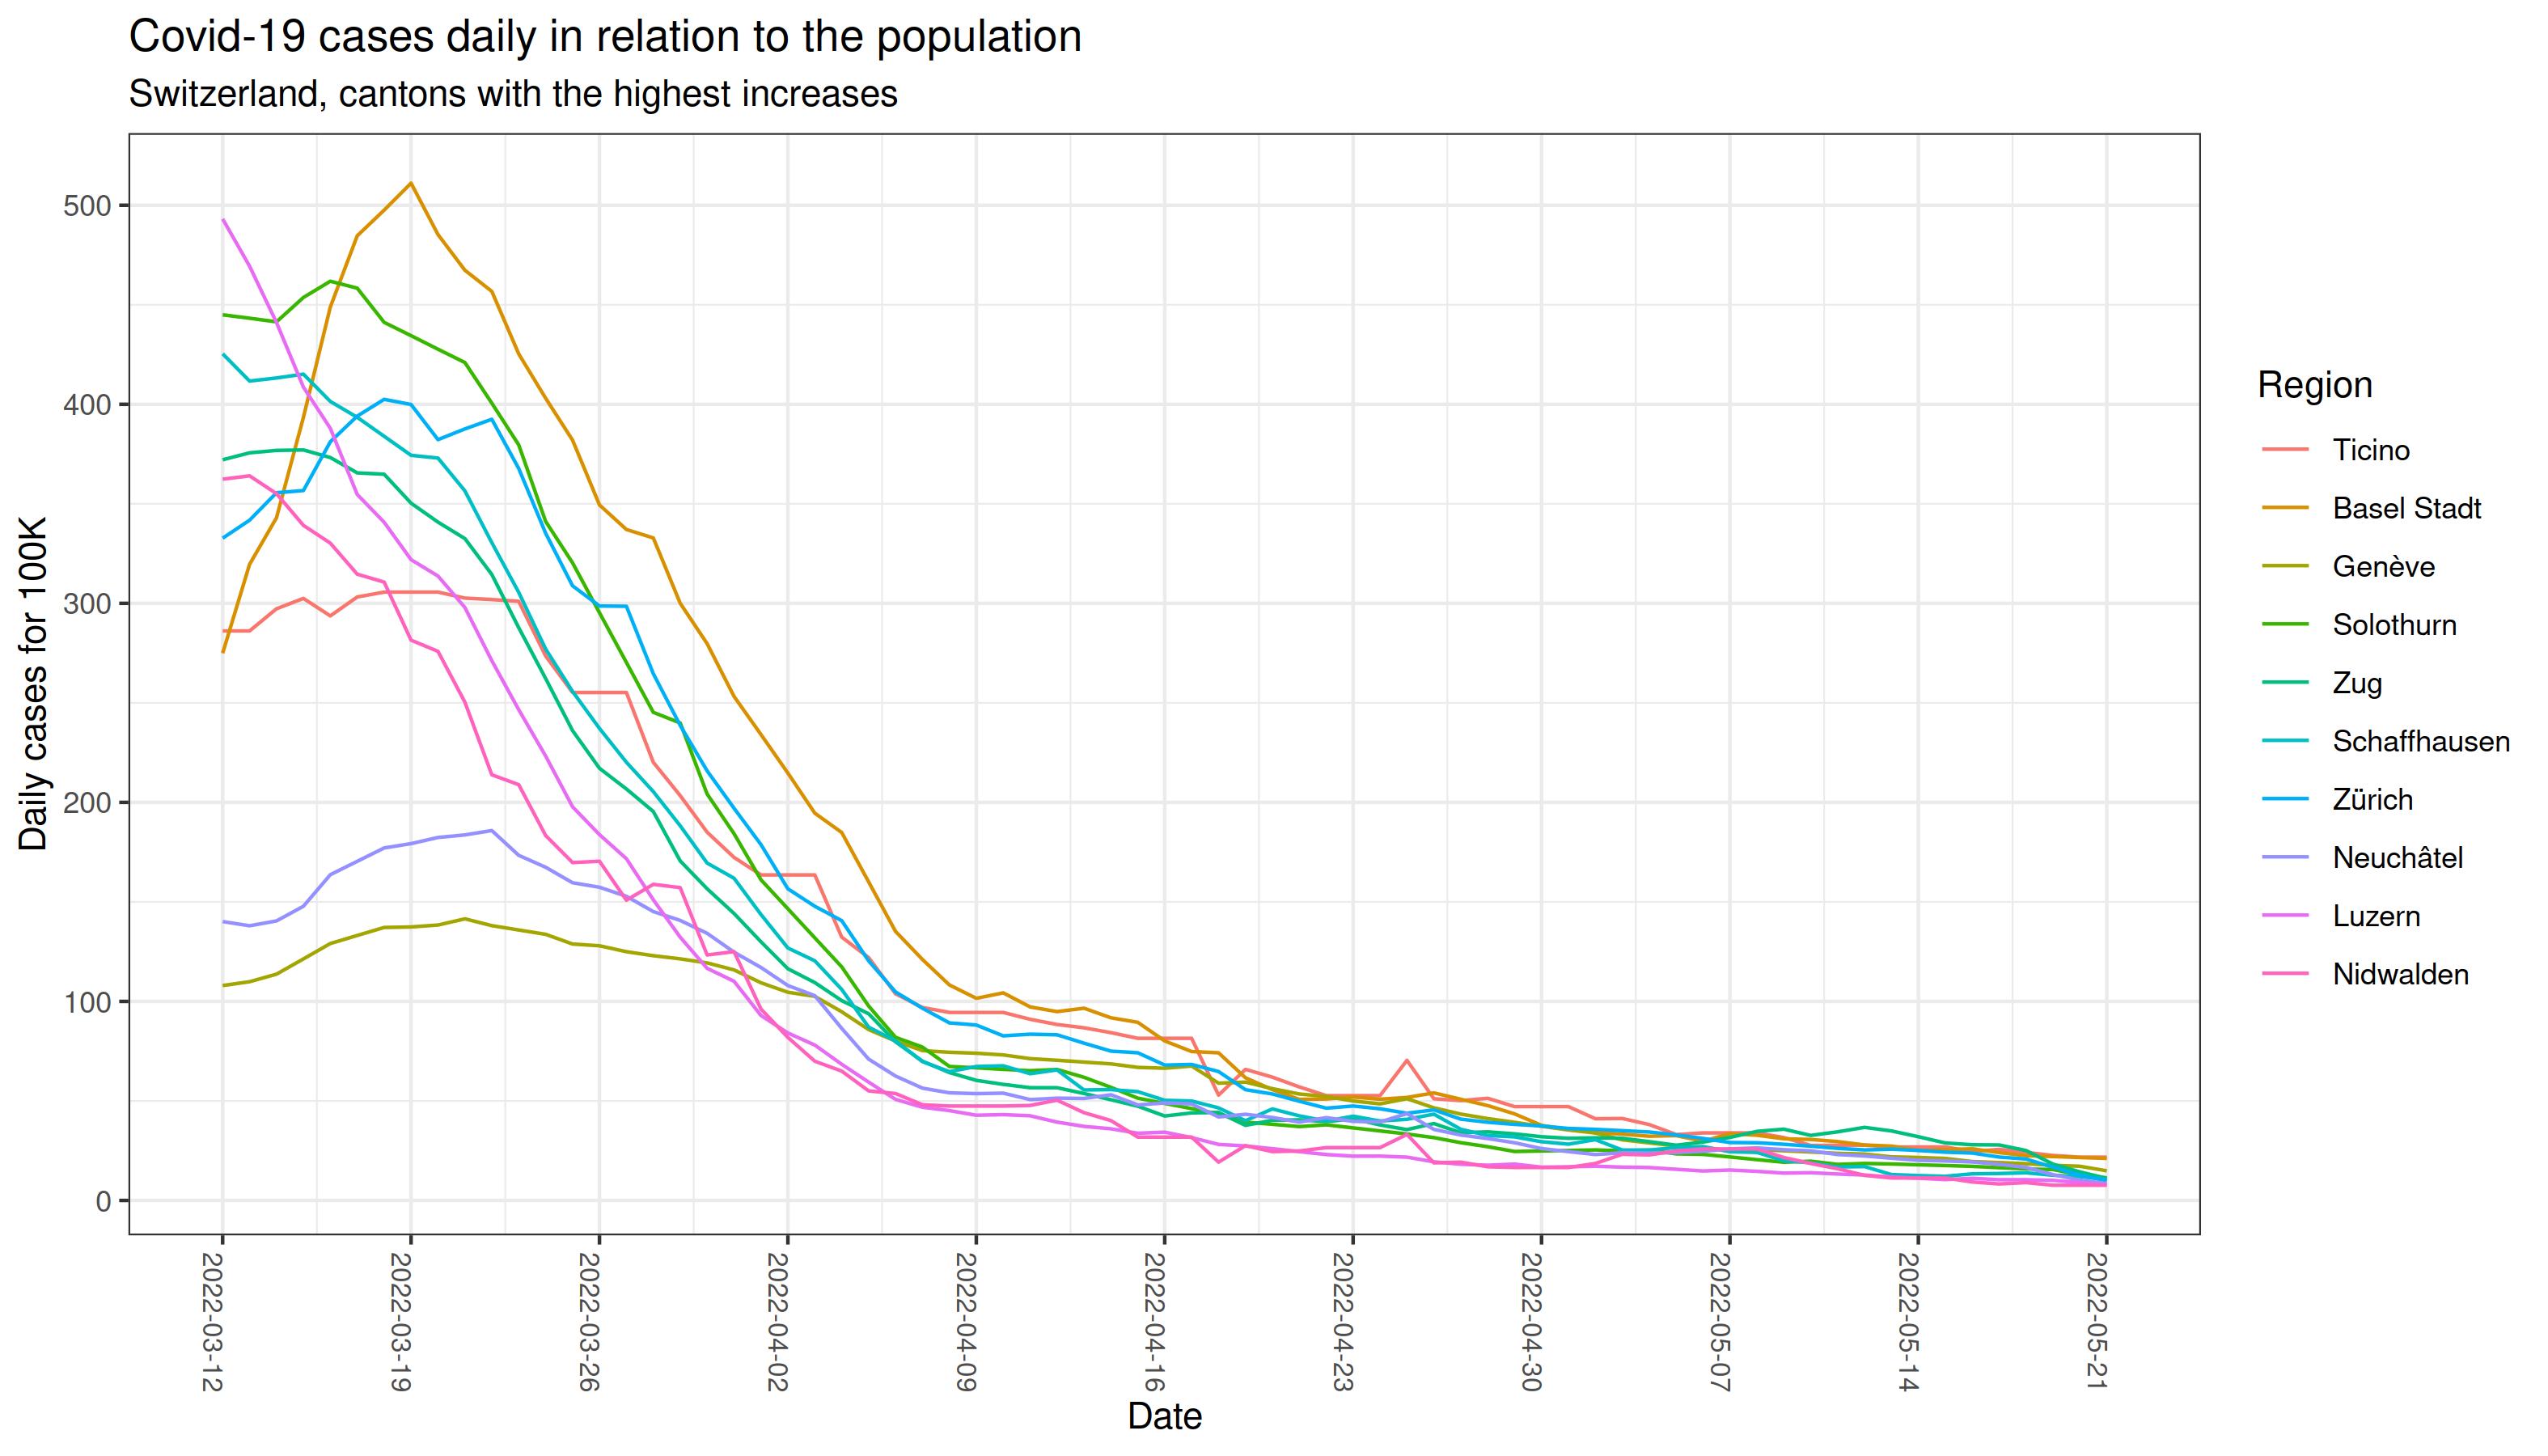 Covid-19 cases daily in relation to the population
Switzerland, cantons with the highest increases
Daily cases for 100K
500
400
300
200
100
0
2022-03-12
2022-03-19
2022-03-26
2022-04-02
2022-04-09
2022-04-16
2022-04-23
2022-04-30
2022-05-07
2022-05-14
2022-05-21
Date
Region
Ticino
Basel Stadt
Genève
Solothurn
Zug
Schaffhausen
Zürich
Neuchâtel
Luzern
Nidwalden